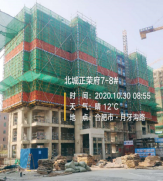 北城正荣府7-8#
时　间：2020.10.30 08:55
天　气：晴 12℃
地　点：合肥市·月牙沟路